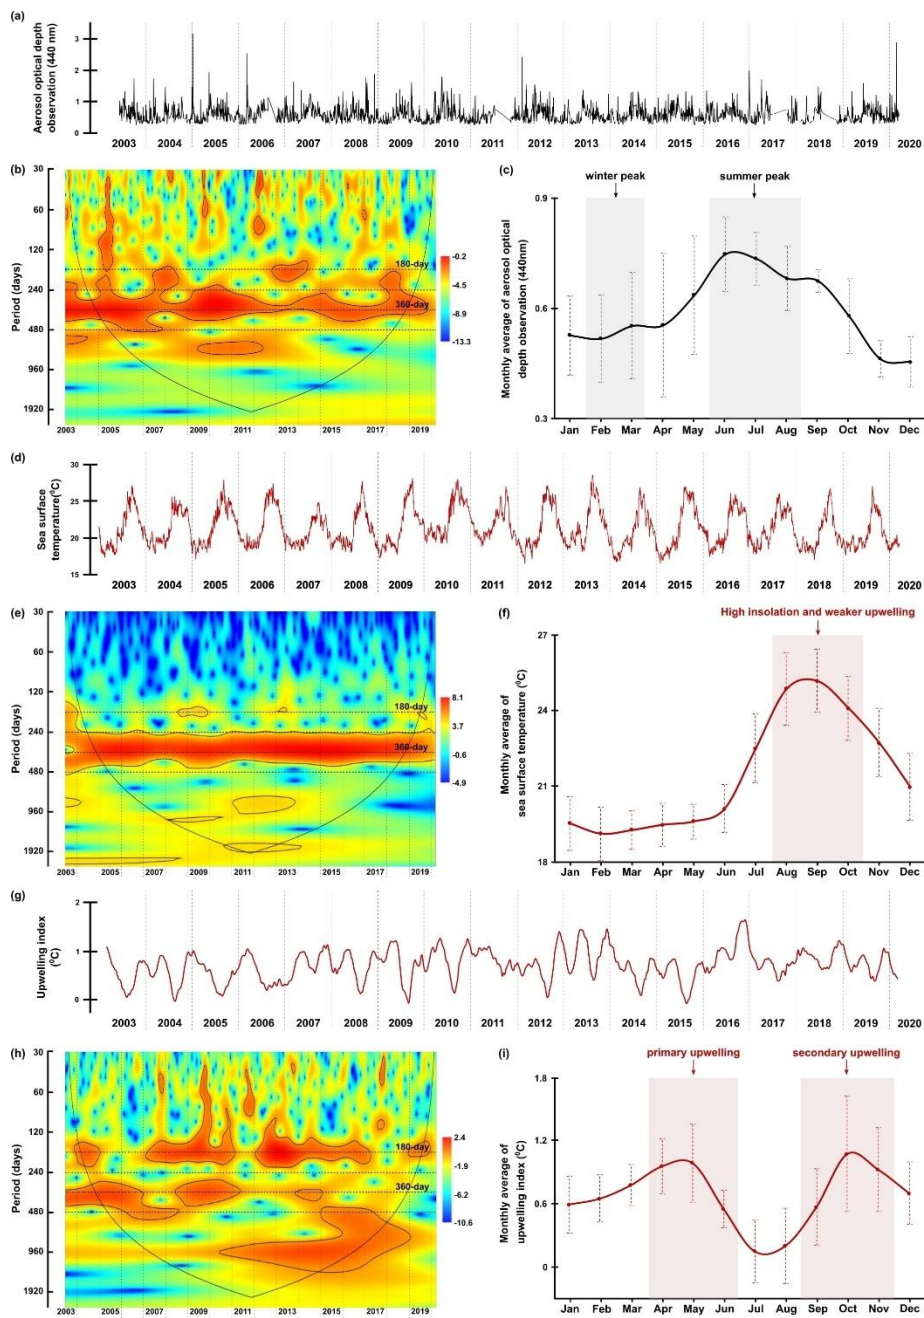 (a)
Aerosol optical depth
observation (440 nm)
3
2
1
0
2003 2004 2005 2006 2007 2008 2009 2010 2011 2012 2013 2014 2015 2016 2017 2018 2019 2020
(b)
Period (days)
30
60
120
240
480
960
1920
180-day
360-day
2003 2005 2007 2009 2011 2013 2015 2017 2019
-0.2
-4.5
-8.9
-13.3
(c)
winter peak
summer peak
Monthly average of aerosol optical
depth observation (440nm)
0.9
0.6
0.3
Jan Feb Mar Apr May Jun Jul Aug Sep Oct Nov Dec
(d)
Sea surface
temperature(⁰C)
30
25
20
15
2003 2004 2005 2006 2007 2008 2009 2010 2011 2012 2013 2014 2015 2016 2017 2018 2019 2020
(e)
Period (days)
30
60
120
240
480
960
1920
180-day
360-day
2003 2005 2007 2009 2011 2013 2015 2017 2019
8.1
3.7
-0.6
-4.9
High insolation and weaker upwelling
(f)
Monthly average of
sea surface temperature (⁰C)
27
24
21
18
Jan Feb Mar Apr May Jun Jul Aug Sep Oct Nov Dec
(g)
Upwelling index
(⁰C)
2
1
0
2003 2004 2005 2006 2007 2008 2009 2010 2011 2012 2013 2014 2015 2016 2017 2018 2019 2020
(h)
Period (days)
30
60
120
240
480
960
1920
180-day
360-day
2003 2005 2007 2009 2011 2013 2015 2017 2019
2.4
-1.9
-6.2
-10.6
primary upwelling
secondary upwelling
(i)
Monthly average of
upwelling index (⁰C)
1.8
1.2
0.6
0
Jan Feb Mar Apr May Jun Jul Aug Sep Oct Nov Dec